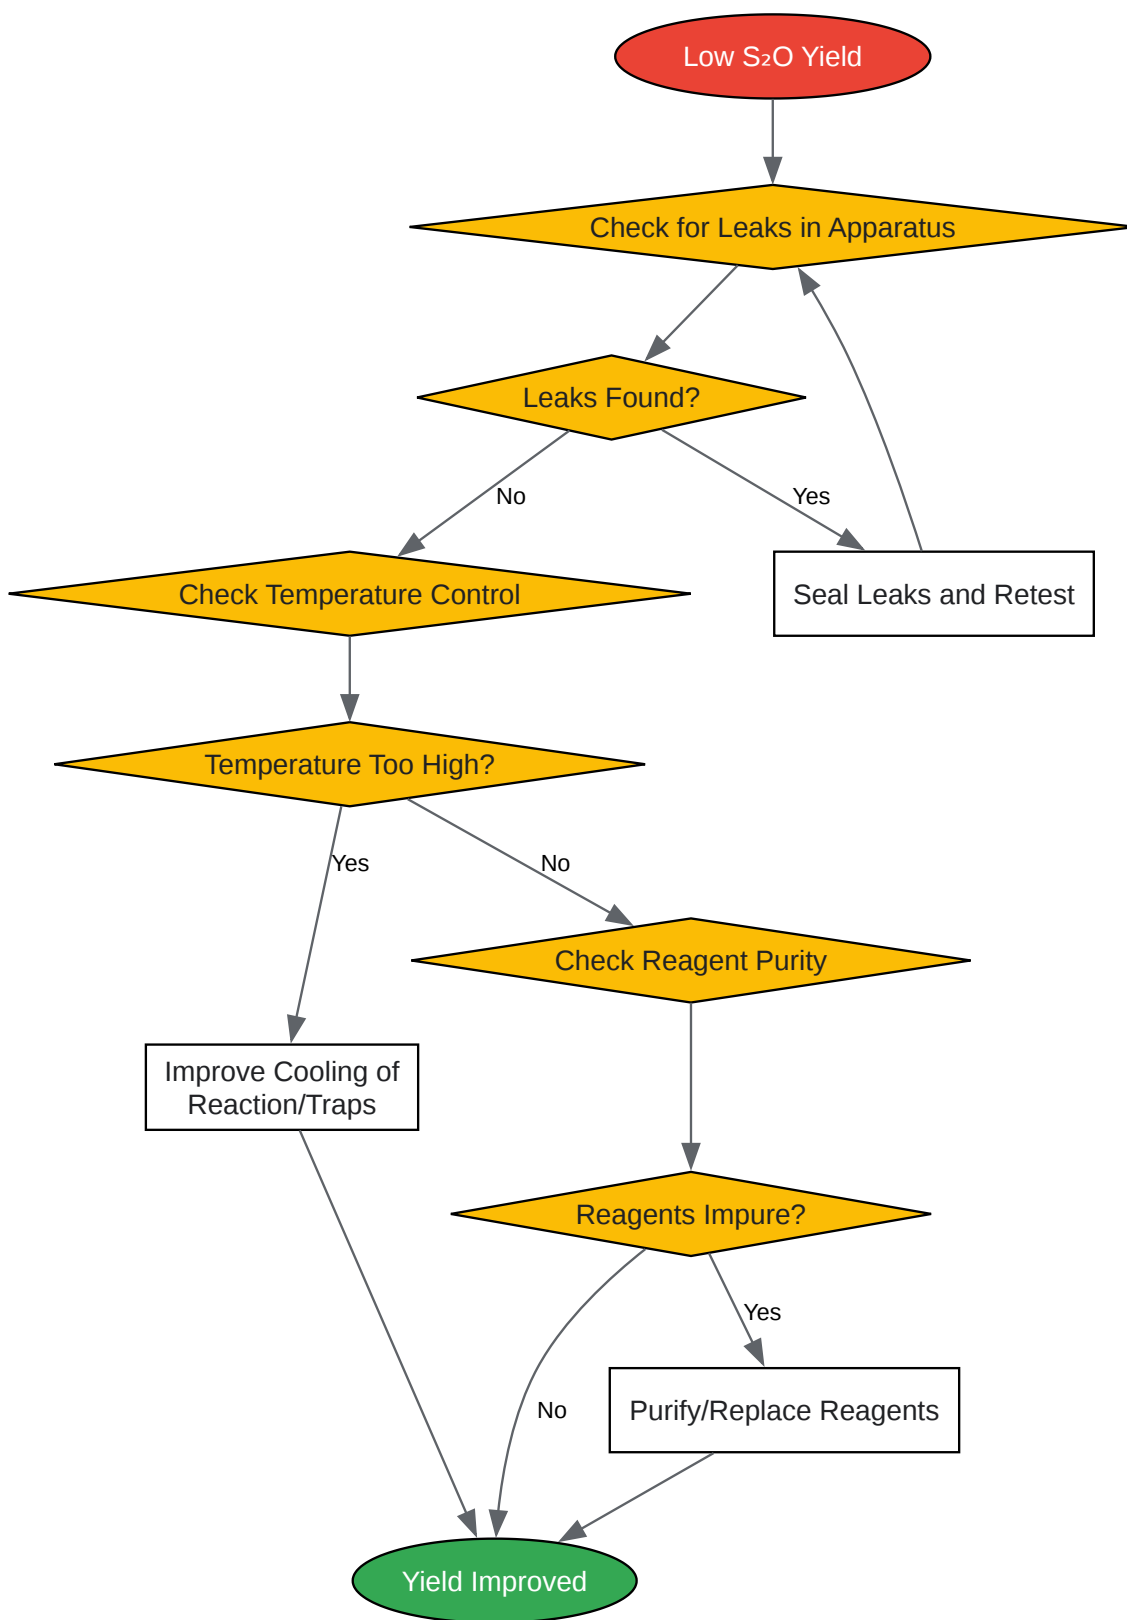 Low S₂O Yield
Check for Leaks in Apparatus
Leaks Found?
No
Yes
Check Temperature Control
Seal Leaks and Retest
Temperature Too High?
Yes
No
Check Reagent Purity
Improve Cooling of
Reaction/Traps
Reagents Impure?
Yes
No
Purify/Replace Reagents
Yield Improved